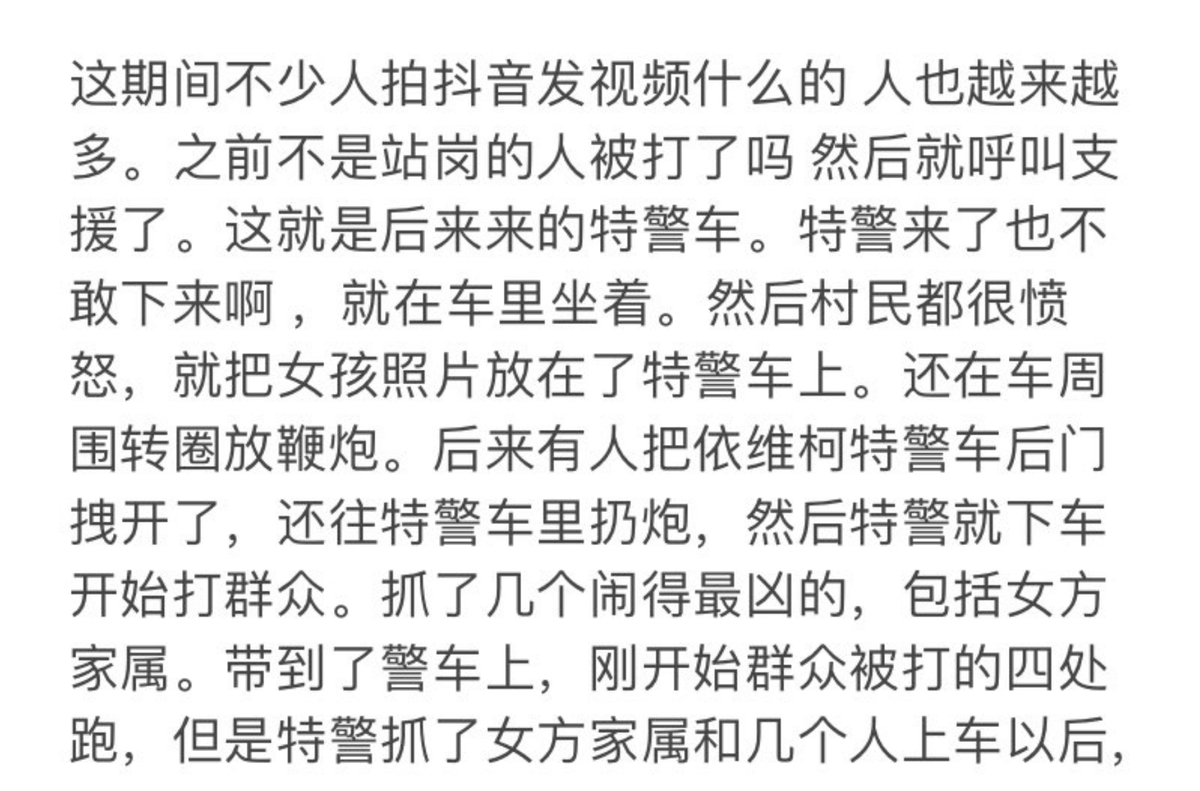 这期间不少人拍抖音发视频什么的 人也越来越
多。之前不是站岗的人被打了吗 然后就呼叫支
援了。这就是后来来的特警车。特警来了也不
敢下来啊 ，就在车里坐着。然后村民都很愤
怒，就把女孩照片放在了特警车上。还在车周
围转圈放鞭炮。后来有人把依维柯特警车后门
拽开了，还往特警车里扔炮，然后特警就下车
开始打群众。抓了几个闹得最凶的，包括女方
家属。带到了警车上，刚开始群众被打的四处
跑，但是特警抓了女方家属和几个人上车以后，